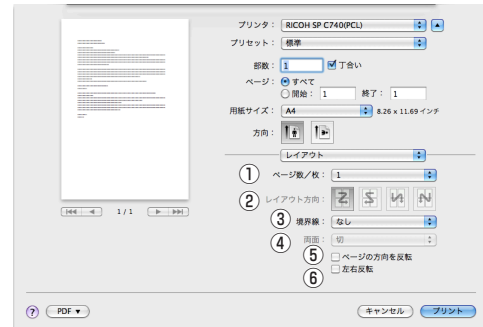 プリンタ： RICOH SP C740(PCL)
プリセット： 標準
部数： 1 丁合い
ページ： すべて
開始： 1 終了： 1
用紙サイズ： A4 8.26 x 11.69 インチ
方向：
レイアウト
① ページ数／枚： 1
② レイアウト方向：
1 / 1
③ 境界線： なし
④ 両面： 切
⑤ ページの方向を反転
⑥ 左右反転
? PDF▼ キャンセル プリント